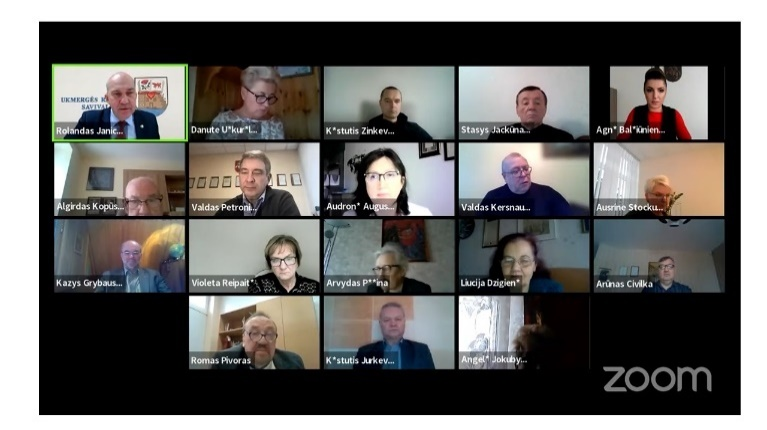 UKMERGĖS
SAVIVAL
Rolandas Janic...
Danute U*kur*l...
K*stutis Zinkev...
Stasys Jackūna...
Agn* Bal*iūnien...
Algirdas Kopūs...
Valdas Petroni...
Audron* Augus...
Valdas Kersnau...
Ausrine Stocku...
Kazys Grybaus...
Violeta Reipait*
Arvydas P**ina
Liucija Dzigien*
Arūnas Civilka
Romas Pivoras
K*stutis Jurkev...
Angel* Jokuby...
zoom